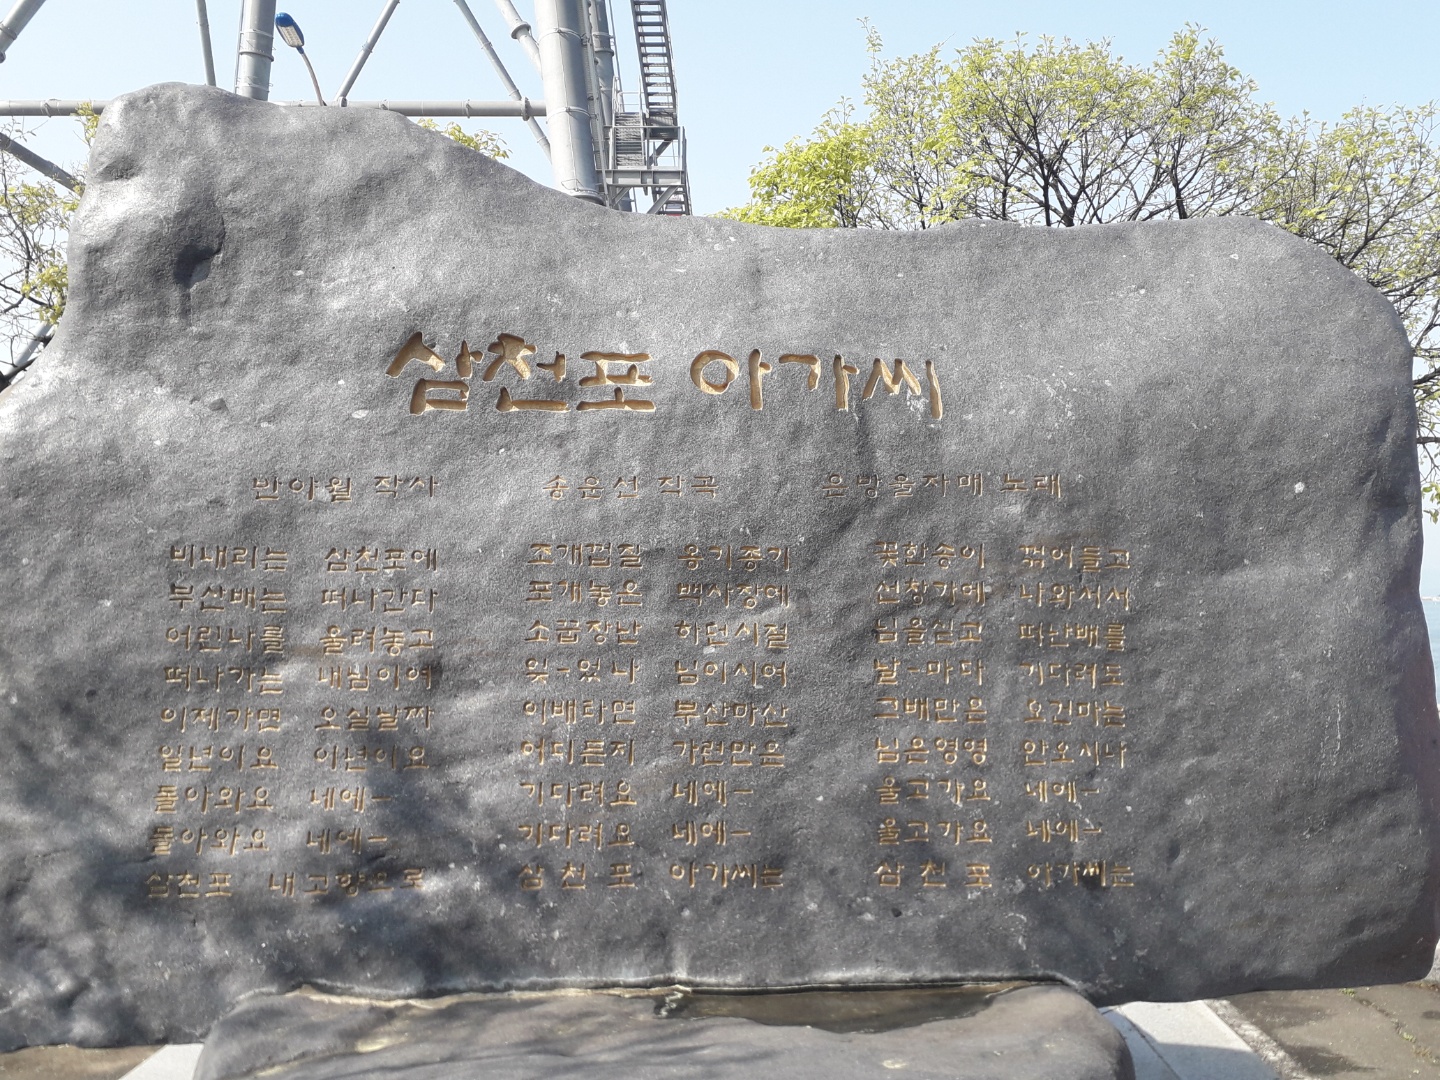 삼천포 아가씨
반야월 작사 송운선 작곡 은방울자매 노래
비내리는 삼천포에
부산배는 떠나간다
어린나를 울려놓고
떠나가는 내님이여
이제가면 오실날짜
일년이요 이년이요
돌아와요 네에-
돌아와요 네에-
삼천포 내고향으로
조개껍질 옹기종기
포개놓은 백사장에
소꿉장난 하던시절
잊-었나 님이시여
이배타면 부산마산
어디든지 가련만은
기다려요 네에-
기다려요 네에-
삼천포 아가씨는
꽃한송이 꺾어들고
선창가에 나와서서
님을싣고 떠난배를
날-마다 기다려도
그배만은 오건마는
님은영영 안오시나
울고가요 네에-
울고가요 네에-
삼천포 아가씨는